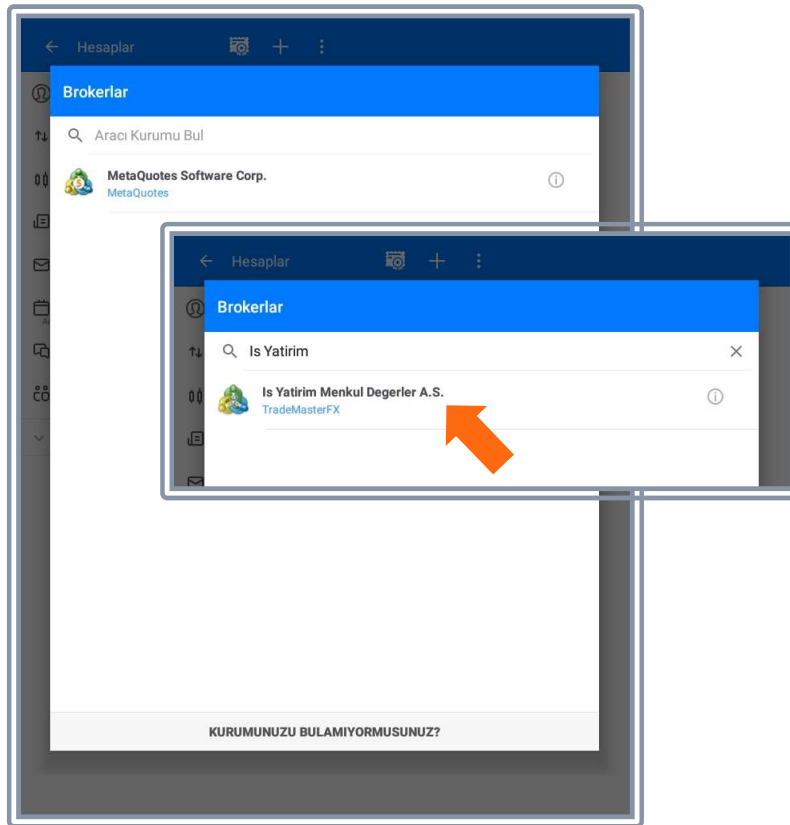 Hesaplar
Brokerlar
Aracı Kurumu Bul
MetaQuotes Software Corp.
MetaQuotes
Hesaplar
Brokerlar
Is Yatirim
Is Yatirim Menkul Degerler A.S.
TradeMasterFX
KURUMUNUZU BULAMIYORMUSUNUZ?